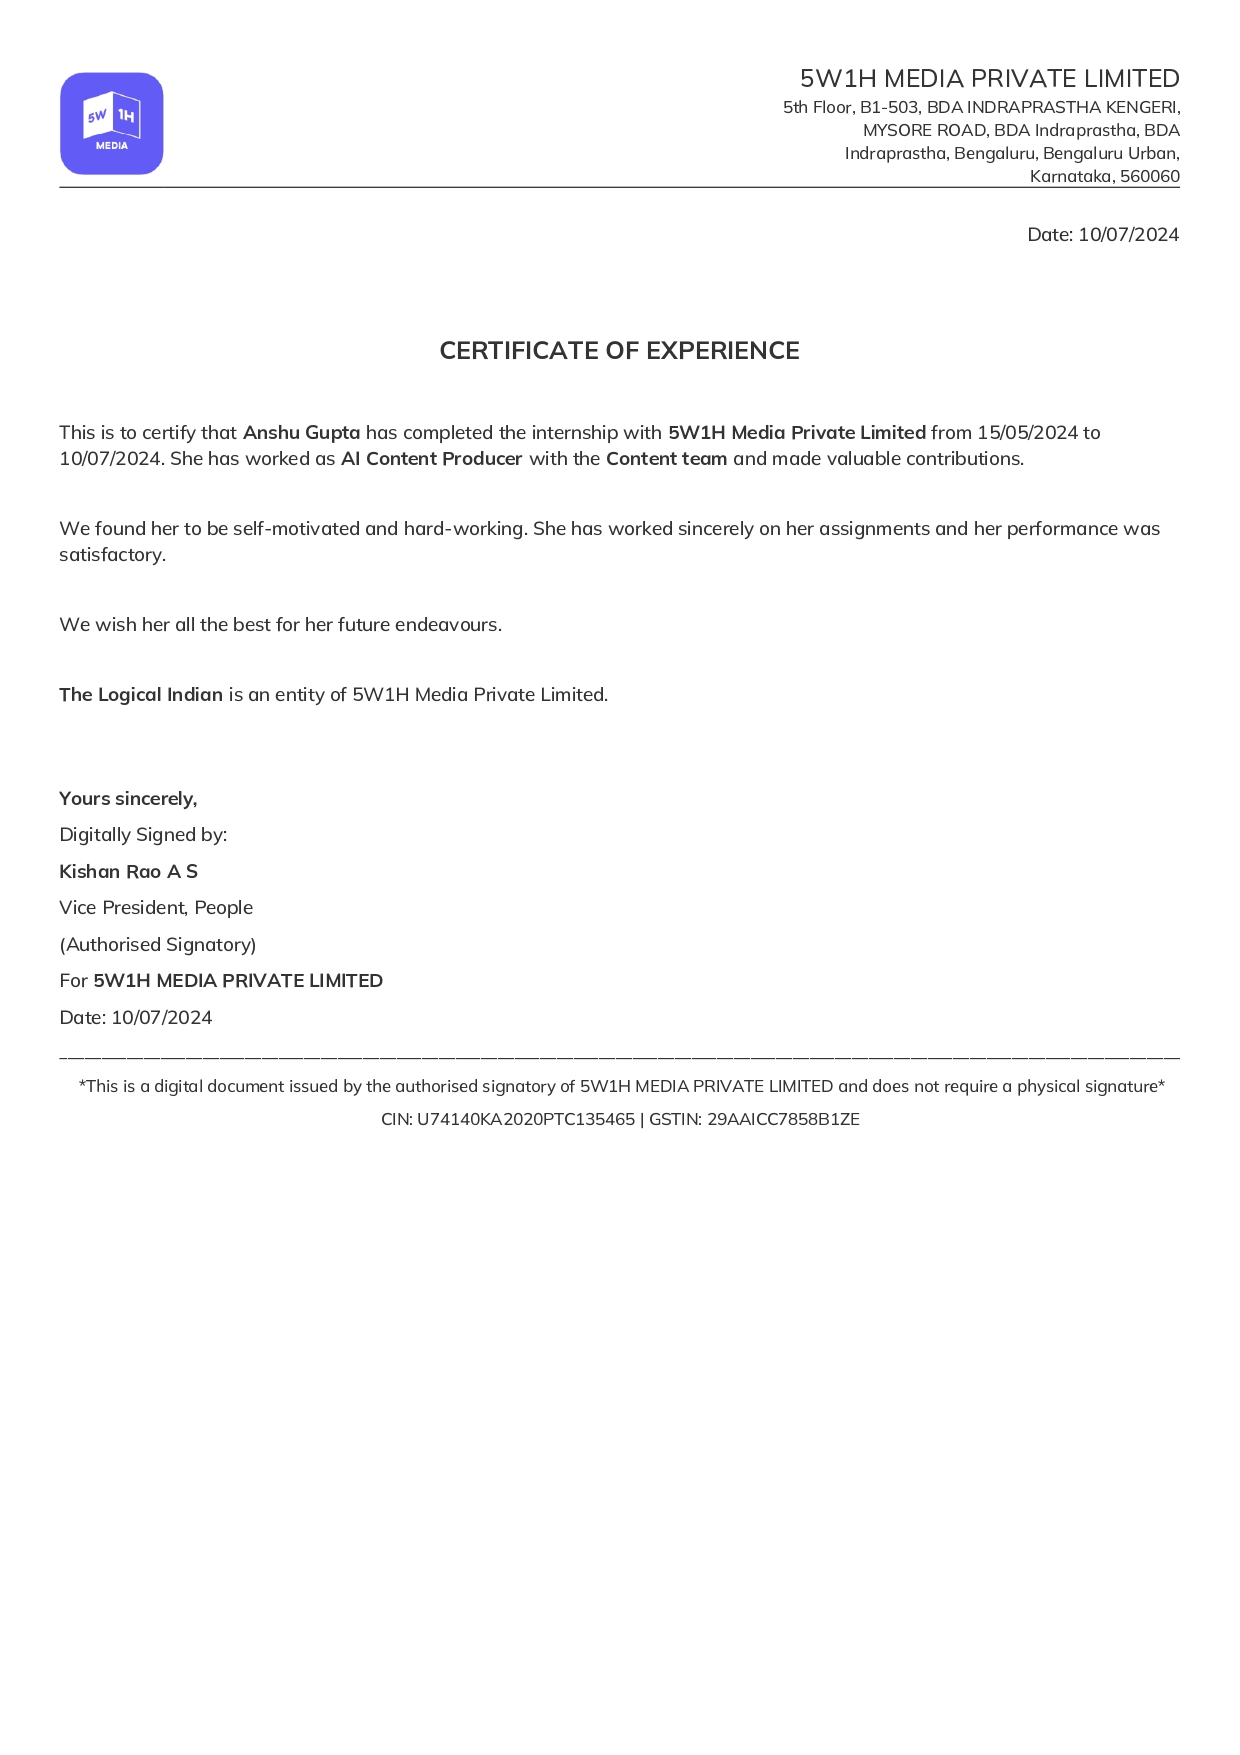 5W 1H
MEDIA
5W1H MEDIA PRIVATE LIMITED
5th Floor, B1-503, BDA INDRAPRASTHA KENGERI,
MYSORE ROAD, BDA Indraprastha, BDA
Indraprastha, Bengaluru, Bengaluru Urban,
Karnataka, 560060
Date: 10/07/2024
CERTIFICATE OF EXPERIENCE
This is to certify that Anshu Gupta has completed the internship with 5W1H Media Private Limited from 15/05/2024 to
10/07/2024. She has worked as AI Content Producer with the Content team and made valuable contributions.
We found her to be self-motivated and hard-working. She has worked sincerely on her assignments and her performance was
satisfactory.
We wish her all the best for her future endeavours.
The Logical Indian is an entity of 5W1H Media Private Limited.
Yours sincerely,
Digitally Signed by:
Kishan Rao A S
Vice President, People
(Authorised Signatory)
For 5W1H MEDIA PRIVATE LIMITED
Date: 10/07/2024
*This is a digital document issued by the authorised signatory of 5W1H MEDIA PRIVATE LIMITED and does not require a physical signature*
CIN: U74140KA2020PTC135465 | GSTIN: 29AAICC7858B1ZE